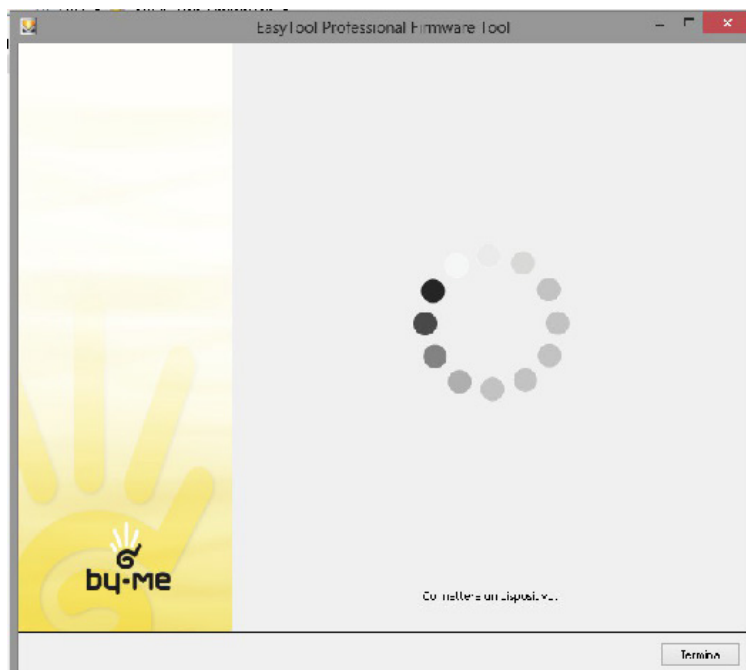 EasyTool Professional Firmware Tool
by-me
Connettere un dispositivo.
Termina